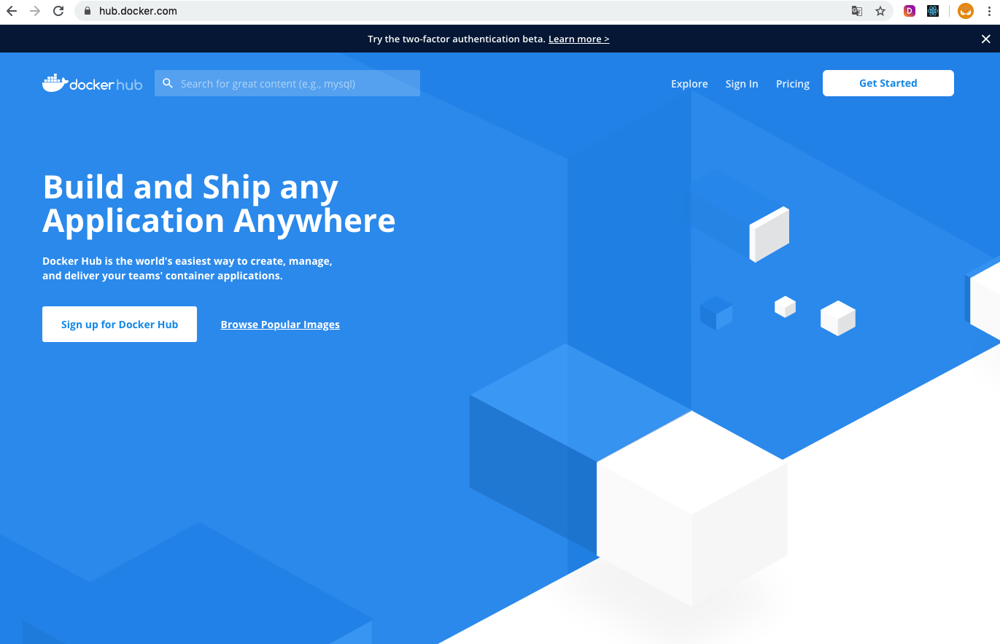 hub.docker.com
Try the two-factor authentication beta. Learn more >
docker hub
Search for great content (e.g., mysql)
Explore
Sign In
Pricing
Get Started
Build and Ship any
Application Anywhere
Docker Hub is the world's easiest way to create, manage,
and deliver your teams' container applications.
Sign up for Docker Hub
Browse Popular Images